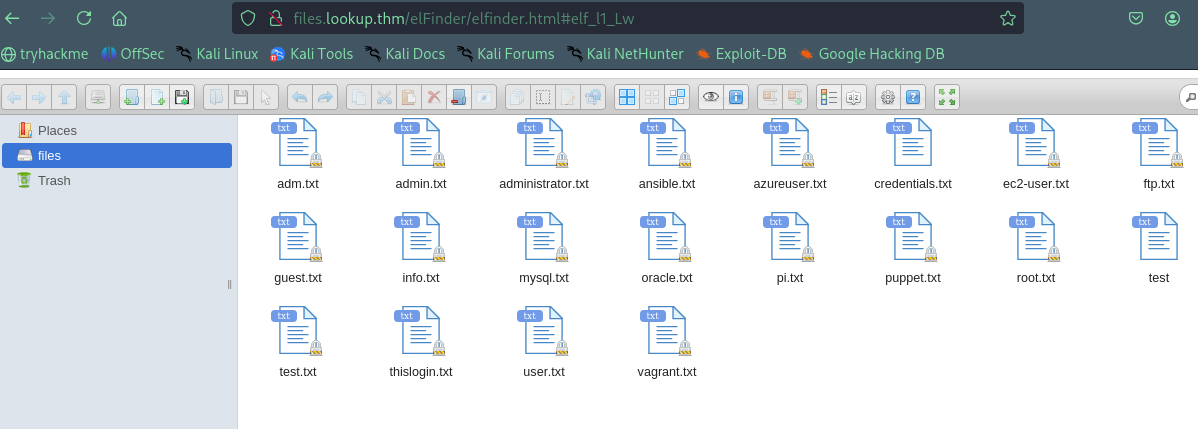 files.lookup.thm/elFinder/elfinder.html#elf_l1_Lw
tryhackme OffSec Kali Linux Kali Tools Kali Docs Kali Forums Kali NetHunter Exploit-DB Google Hacking DB
Places
files
Trash
txt txt txt txt txt txt txt txt
adm.txt admin.txt administrator.txt ansible.txt azureuser.txt credentials.txt ec2-user.txt ftp.txt
txt txt txt txt txt txt txt txt
guest.txt info.txt mysql.txt oracle.txt pi.txt puppet.txt root.txt test
txt txt txt txt
test.txt thislogin.txt user.txt vagrant.txt